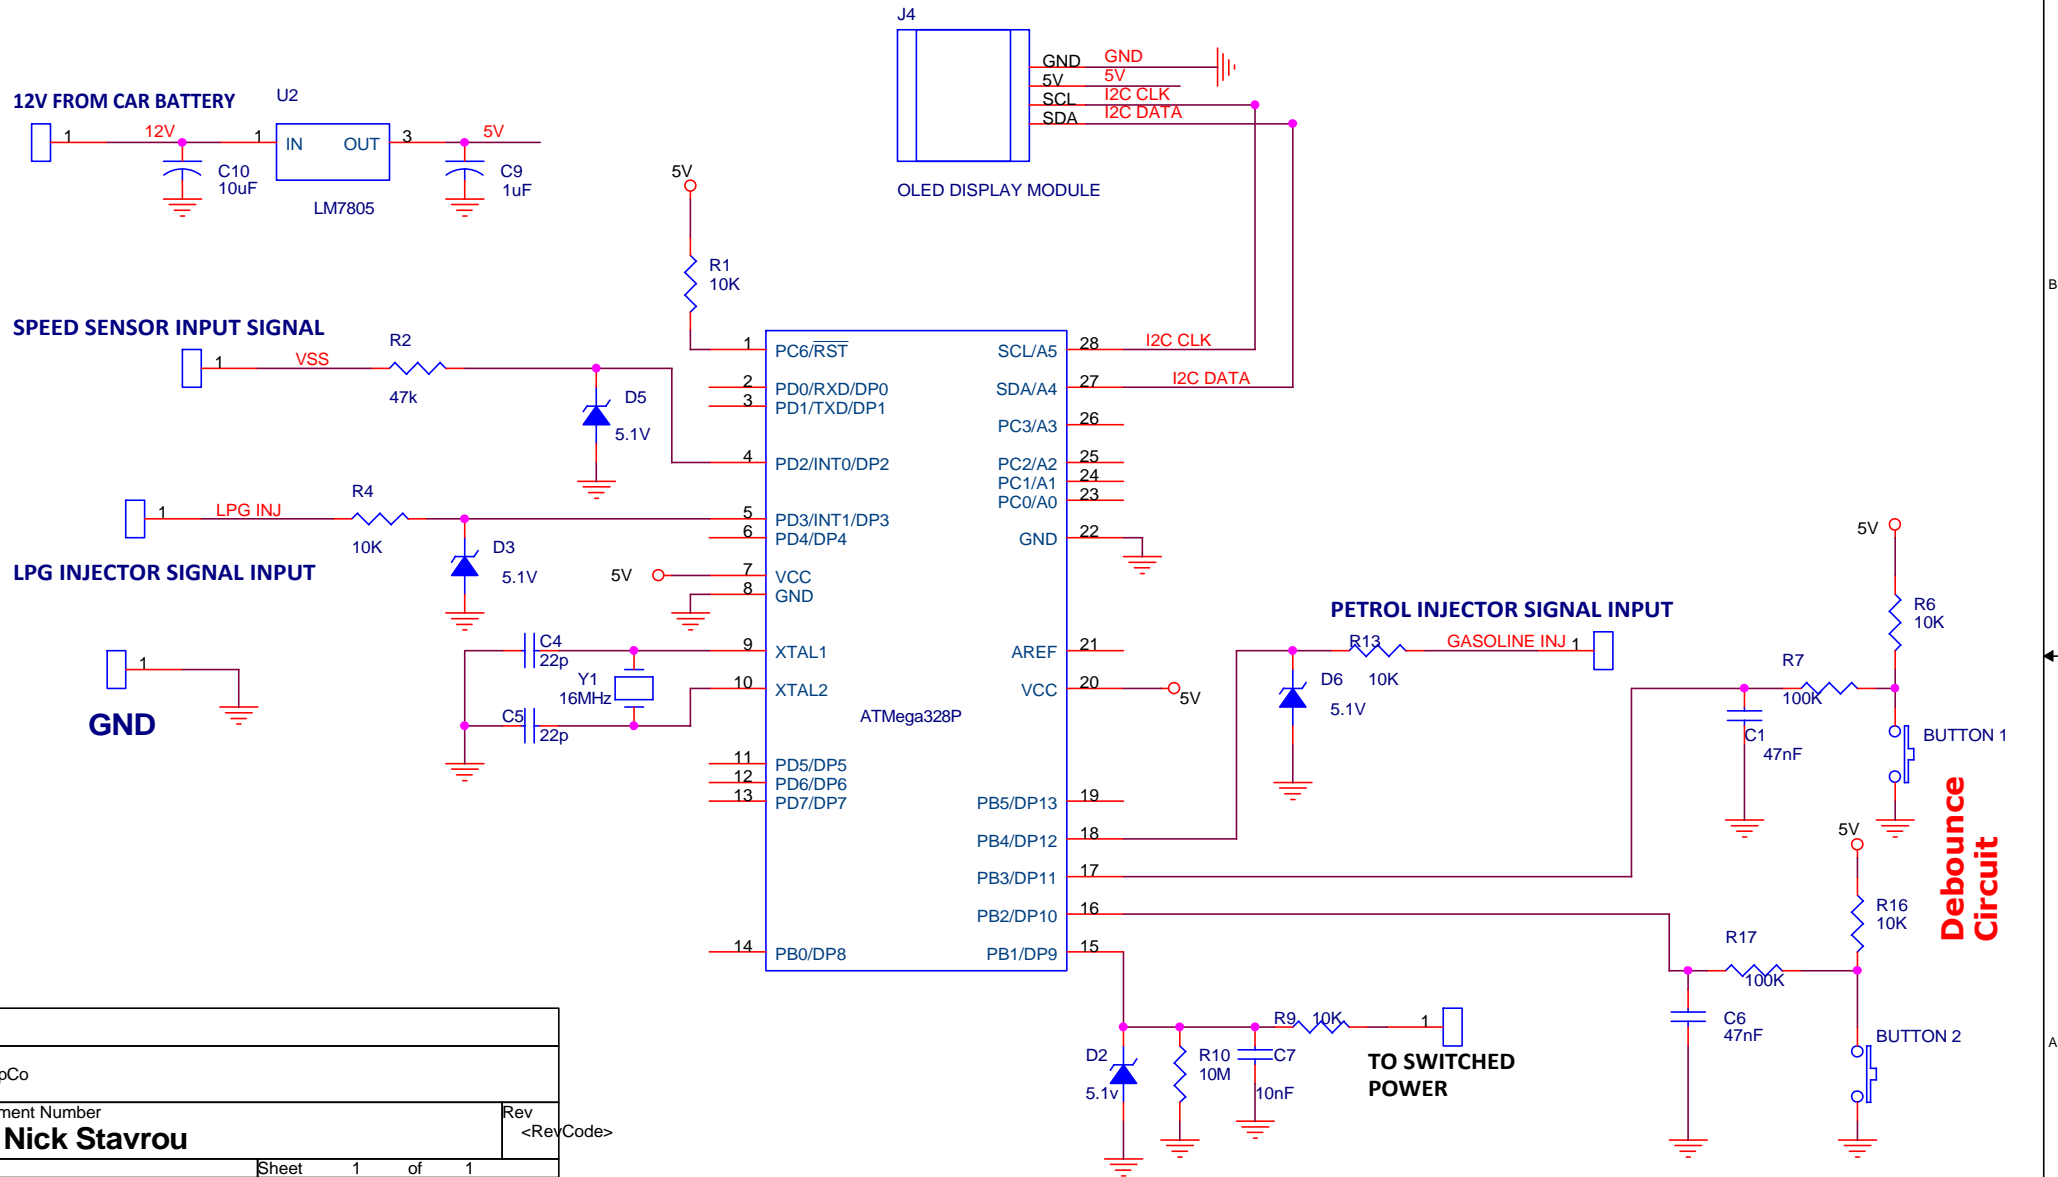 J4
GND GND
5V 5V
SCL I2C CLK
SDA I2C DATA
OLED DISPLAY MODULE
12V FROM CAR BATTERY
U2
1 12V 1 IN OUT 3 5V
C10
10uF
LM7805
C9
1uF
5V
R1
10K
SPEED SENSOR INPUT SIGNAL
1 VSS
R2
47k
D5
5.1V
R4
1 LPG INJ
10K
D3
5.1V
LPG INJECTOR SIGNAL INPUT
5V
1
GND
C4
22p
Y1
16MHz
C5
22p
1 PC6/RST
2 PD0/RXD/DP0
3 PD1/TXD/DP1
4 PD2/INT0/DP2
5 PD3/INT1/DP3
6 PD4/DP4
7 VCC
8 GND
9 XTAL1
10 XTAL2
ATMega328P
11 PD5/DP5
12 PD6/DP6
13 PD7/DP7
14 PB0/DP8
SCL/A5 28 I2C CLK
SDA/A4 27 I2C DATA
PC3/A3 26
PC2/A2 25
PC1/A1 24
PC0/A0 23
GND 22
AREF 21
VCC 20 5V
PB5/DP13 19
PB4/DP12 18
PB3/DP11 17
PB2/DP10 16
PB1/DP9 15
PETROL INJECTOR SIGNAL INPUT
R13 GASOLINE INJ 1
10K
D6
5.1V
5V
R6
10K
R7
100K
C1
47nF
BUTTON 1
Debounce
Circuit
5V
R16
10K
R17
100K
C6
47nF
BUTTON 2
R9 10K 1
D2
5.1v
R10
10M
C7
10nF
TO SWITCHED
POWER
B
A
pCo
ment Number
Rev
Nick Stavrou
<RevCode>
Sheet 1 of 1